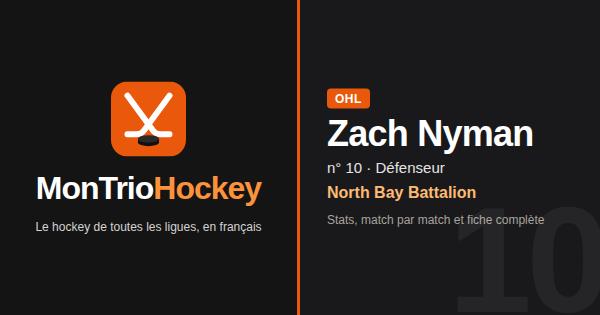 MonTrioHockey
Le hockey de toutes les ligues, en français
OHL
Zach Nyman
n° 10 · Défenseur
North Bay Battalion
Stats, match par match et fiche complète
10